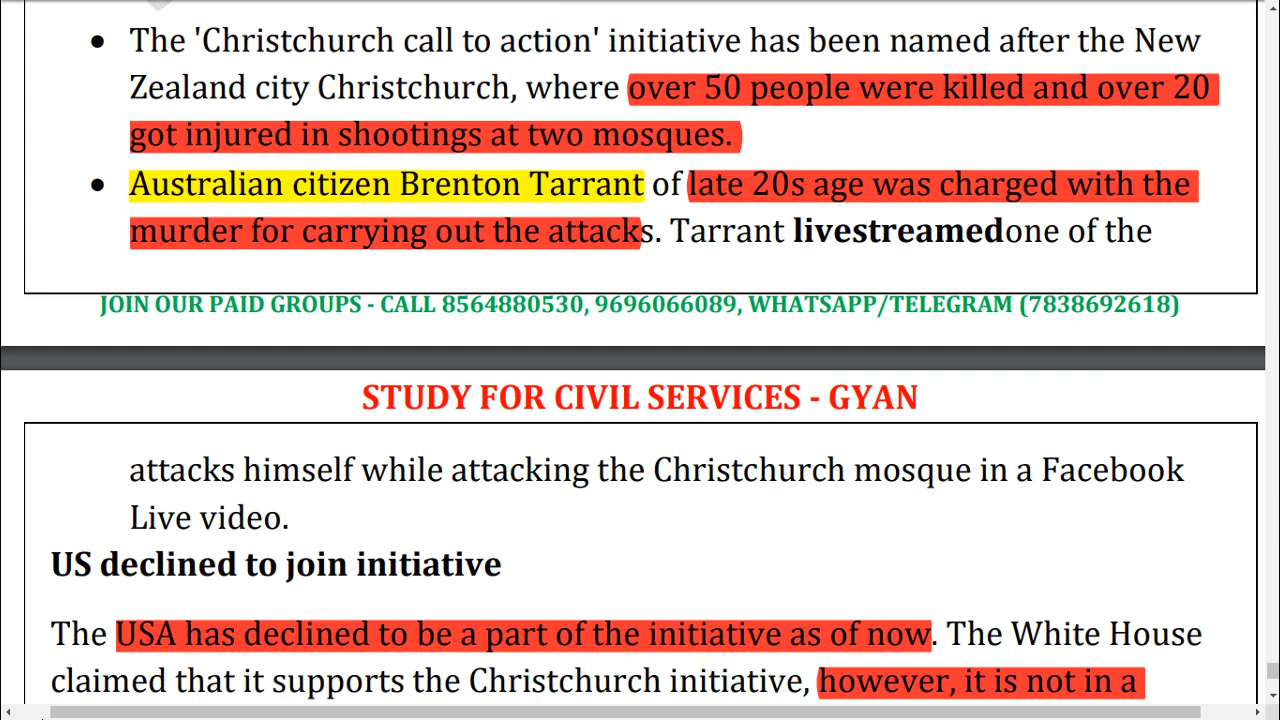 • The 'Christchurch call to action' initiative has been named after the New
Zealand city Christchurch, where over 50 people were killed and over 20
got injured in shootings at two mosques.
• Australian citizen Brenton Tarrant of late 20s age was charged with the
murder for carrying out the attacks. Tarrant livestreamedone of the
JOIN OUR PAID GROUPS - CALL 8564880530, 9696066089, WHATSAPP/TELEGRAM (7838692618)
STUDY FOR CIVIL SERVICES - GYAN
attacks himself while attacking the Christchurch mosque in a Facebook
Live video.
US declined to join initiative
The USA has declined to be a part of the initiative as of now. The White House
claimed that it supports the Christchurch initiative, however, it is not in a